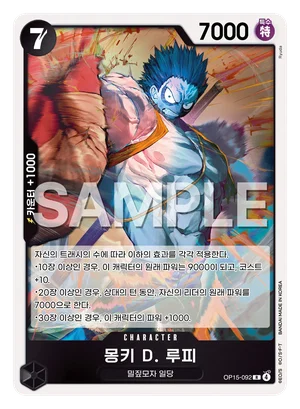 7
7000
특수
特
Ryuda
카운터 +1000
SAMPLE
자신의 트래시의 수에 따라 이하의 효과를 각각 적용한다.
•10장 이상인 경우, 이 캐릭터의 원래 파워는 9000이 되고, 코스트
+10.
•20장 이상인 경우, 상대의 턴 동안, 자신의 리더의 원래 파워를
7000으로 한다.
•30장 이상인 경우, 이 캐릭터의 파워 +1000.
CHARACTER
몽키 D. 루피
밀짚모자 일당
OP15-092 R 4
BANDAI MADE IN KOREA